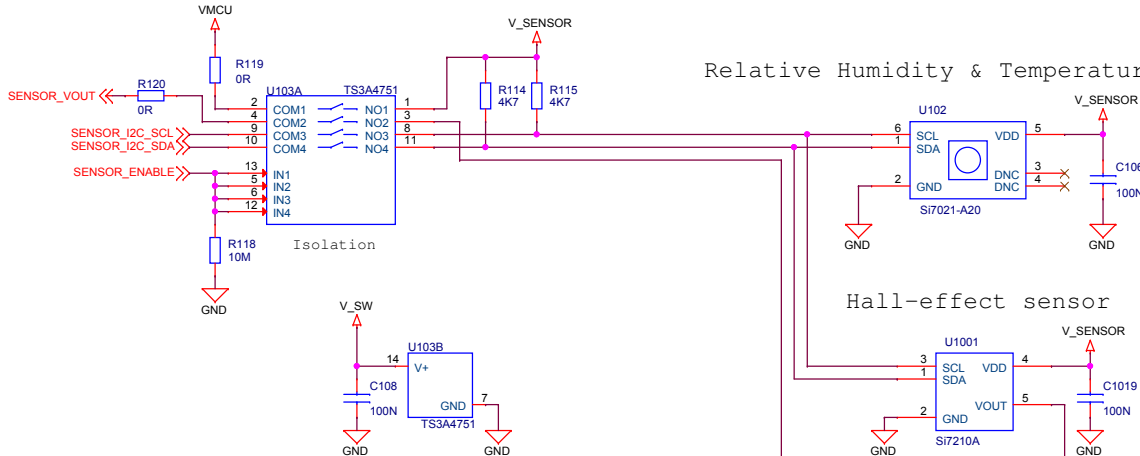 VMCU
V_SENSOR
R119
0R
R120
0R
SENSOR_VOUT
R114
4K7
R115
4K7
Relative Humidity & Temperatur
U103A
TS3A4751
2
COM1
NO1
1
4
COM2
NO2
3
SENSOR_I2C_SCL
9
COM3
NO3
8
SENSOR_I2C_SDA
10
COM4
NO4
11
SENSOR_ENABLE
13
IN1
5
IN2
6
IN3
12
IN4
R118
10M
Isolation
GND
U102
V_SENSOR
6
SCL
VDD
5
1
SDA
DNC
3
DNC
4
2
GND
Si7021-A20
C106
100N
GND
GND
V_SW
U103B
14
V+
C108
100N
GND
7
TS3A4751
GND
GND
Hall-effect sensor
U1001
V_SENSOR
3
SCL
VDD
4
1
SDA
VOUT
5
2
GND
Si7210A
C1019
100N
GND
GND